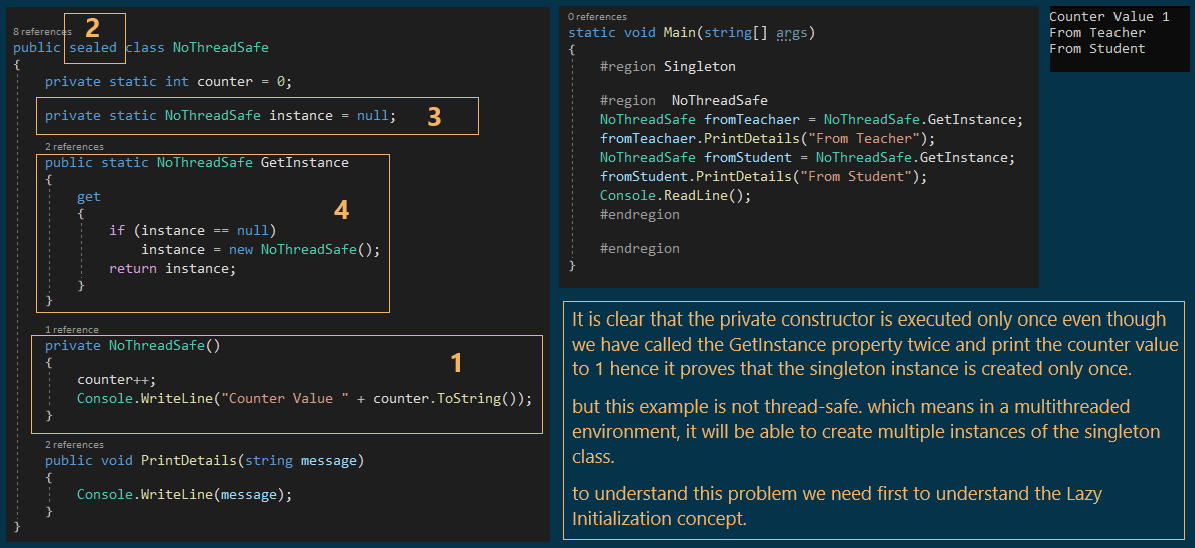 8 references
2
public sealed class NoThreadSafe
{
private static int counter = 0;
private static NoThreadSafe instance = null;
3
2 references
public static NoThreadSafe GetInstance
{
get
{
4
if (instance == null)
instance = new NoThreadSafe();
return instance;
}
}
1 reference
private NoThreadSafe()
{
1
counter++;
Console.WriteLine("Counter Value " + counter.ToString());
}
2 references
public void PrintDetails(string message)
{
Console.WriteLine(message);
}
}
0 references
static void Main(string[] args)
{
#region Singleton
#region NoThreadSafe
NoThreadSafe fromTeachaer = NoThreadSafe.GetInstance;
fromTeachaer.PrintDetails("From Teacher");
NoThreadSafe fromStudent = NoThreadSafe.GetInstance;
fromStudent.PrintDetails("From Student");
Console.ReadLine();
#endregion
#endregion
}
Counter Value 1
From Teacher
From Student
It is clear that the private constructor is executed only once even though
we have called the GetInstance property twice and print the counter value
to 1 hence it proves that the singleton instance is created only once.
but this example is not thread-safe. which means in a multithreaded
environment, it will be able to create multiple instances of the singleton
class.
to understand this problem we need first to understand the Lazy
Initialization concept.